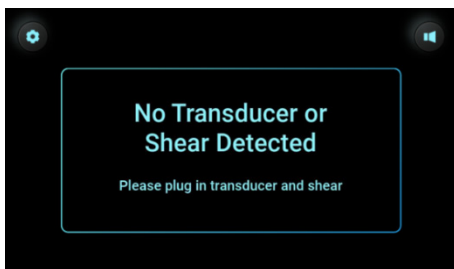 No Transducer or
Shear Detected
Please plug in transducer and shear